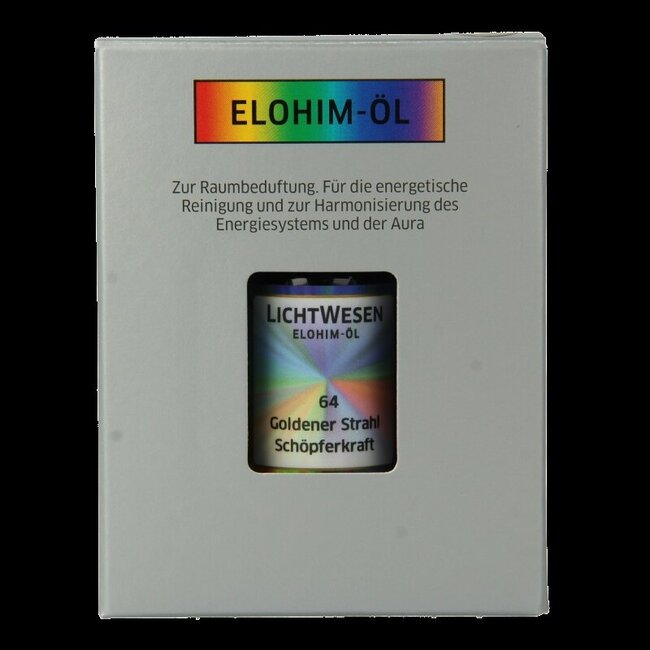 ELOHIM-ÖL
Zur Raumbeduftung. Für die energetische
Reinigung und zur Harmonisierung des
Energiesystems und der Aura
LICHTWESEN
ELOHIM-ÖL
64
Goldener Strahl
Schöpferkraft